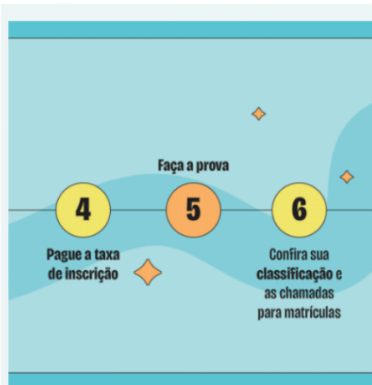 4
Pague a taxa
de inscrição
Faça a prova
5
6
Confira sua
classificação e
as chamadas
para matrículas